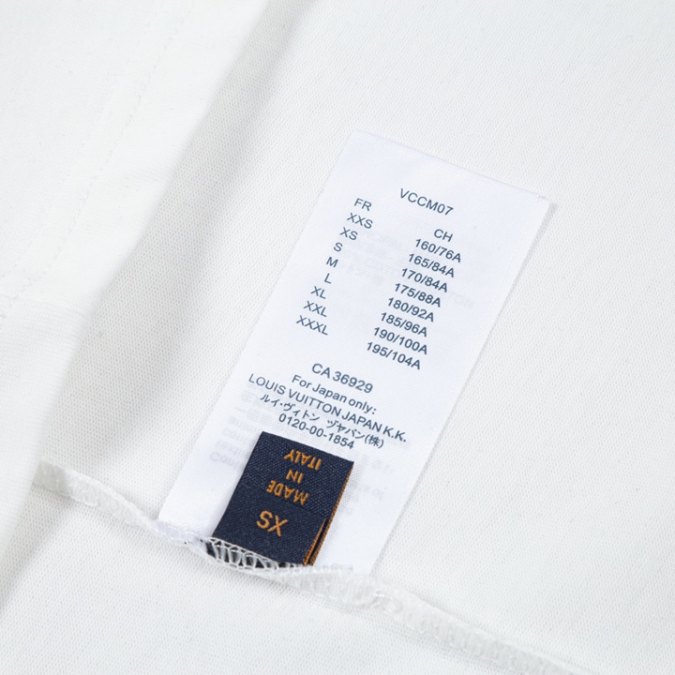 VCCM07
FR CH
XXS 160/76A
XS 165/84A
S 170/84A
M 175/88A
L 180/92A
XL 185/96A
XXL 190/100A
XXXL 195/104A
CA 36929
For Japan only:
LOUIS VUITTON JAPAN K.K.
ルイ・ヴィトン ヅャパン(株)
0120-00-1854
MADE
IN
ITALY
XS